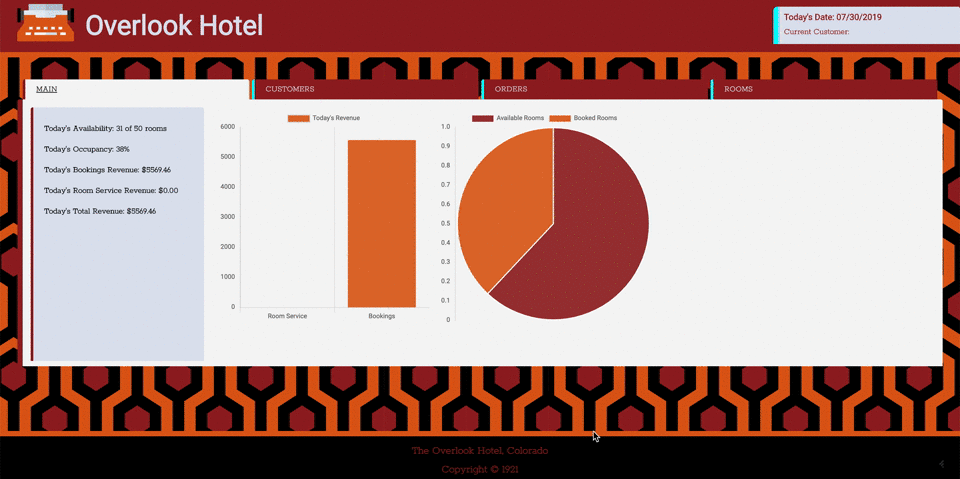 Overlook Hotel
Today's Date: 07/30/2019
Current Customer:
MAIN
CUSTOMERS
ORDERS
ROOMS
Today's Availability: 31 of 50 rooms
Today's Occupancy: 38%
Today's Bookings Revenue: $5569.46
Today's Room Service Revenue: $0.00
Today's Total Revenue: $5569.46
Today's Revenue
6000
5000
4000
3000
2000
1000
0
Room Service
Bookings
Available Rooms
Booked Rooms
1.0
0.9
0.8
0.7
0.6
0.5
0.4
0.3
0.2
0.1
0
The Overlook Hotel, Colorado
Copyright © 1921